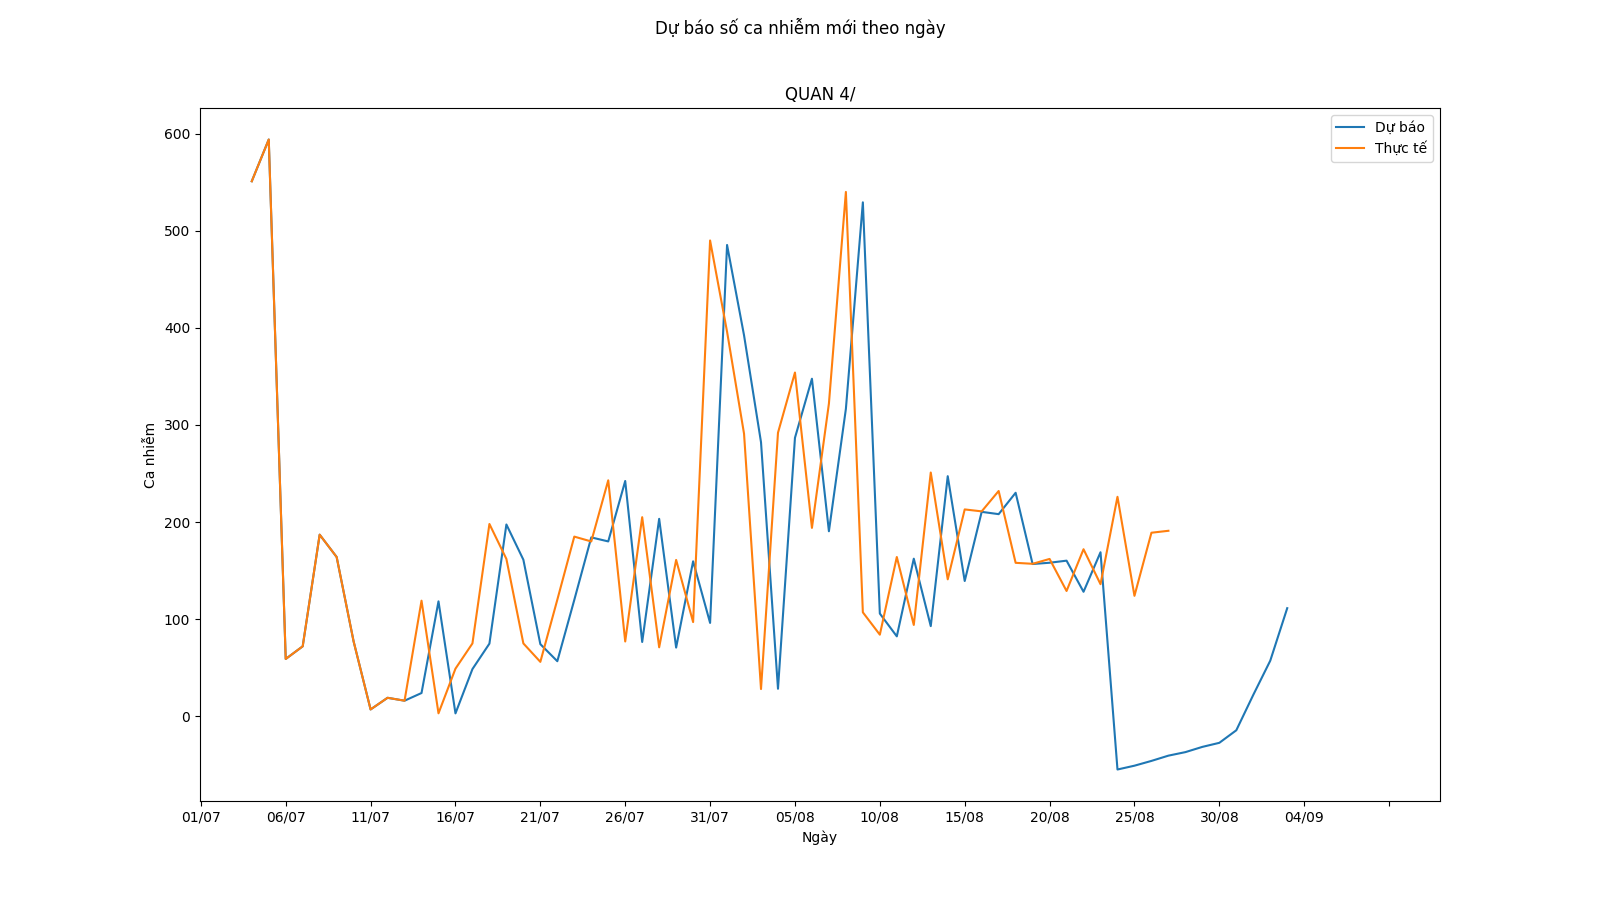 Dự báo số ca nhiễm mới theo ngày
QUAN 4/
Dự báo
Thực tế
600
500
400
300
200
100
0
Ca nhiễm
01/07 06/07 11/07 16/07 21/07 26/07 31/07 05/08 10/08 15/08 20/08 25/08 30/08 04/09
Ngày